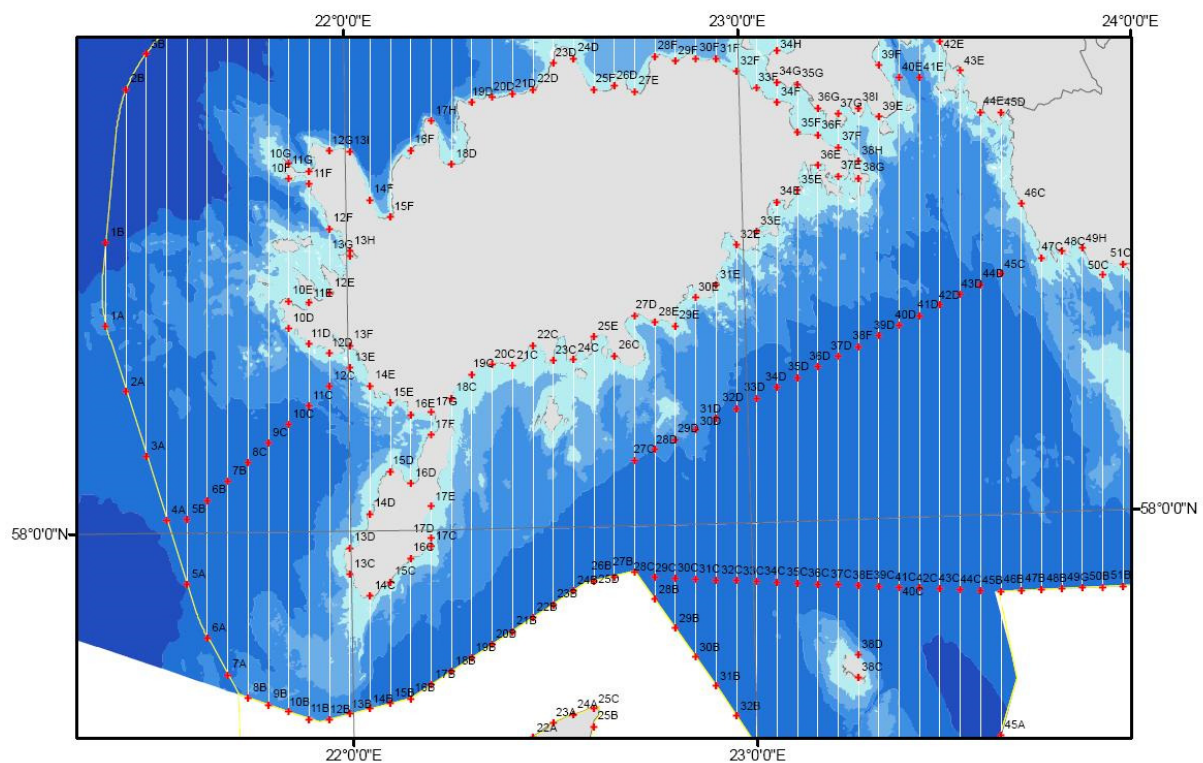 22°0'0"E 23°0'0"E 24°0'0"E
3B 23D 24D 28F 29F 30F 31F 34H 42E
2B 22D 25F 26D 27E 32F 39F 40E 41E 43E
19D 20D 21D 33F 34G 35G
17H 34F 36G 37G 38I 39E 44E 45D
12G 13I 16F 35F 36F 37F
10G 11G 18D 38H
10F 11F 36E 37E 38G
14F 34E 35E 46C
12F 15F 33E
1B 13G 13H 32E 47C 48C 49H
45C 50C 51C
10E 11E 12E 30E 31E 43D 44D
1A 10D 27D 28E 29E 40D 41D 42D
11D 12D 13F 22C 25E 38F 39D
13E 19C 20C 21C 23C 24C 26C 36D 37D
2A 12C 14E 18C 34D 35D
11C 15E 16E 17G 32D 33D
10C 17F 29D 30D 31D
3A 8C 9C 27C 28D
7B 15D 16D
6B 17E
4A 5B 14D
58°0'0"N 58°0'0"N
13D 17D 17C
16C
5A 13C 14C 15C 24B 25D 26B 27B 28C 29C 30C 31C 32C 33C 34C 35C 36C 37C 38E 39C 40C 41C 42C 43C 44C 45B 46B 47B 48B 49G 50B 51B
22B 23B 28B
6A 20B 21B 29B
7A 18B 19B 30B 38D
8B 16B 17B 31B 38C
9B 10B 11B 12B 13B 14B 15B 25C
22A 23A 24A 25B 32B
45A
22°0'0"E 23°0'0"E